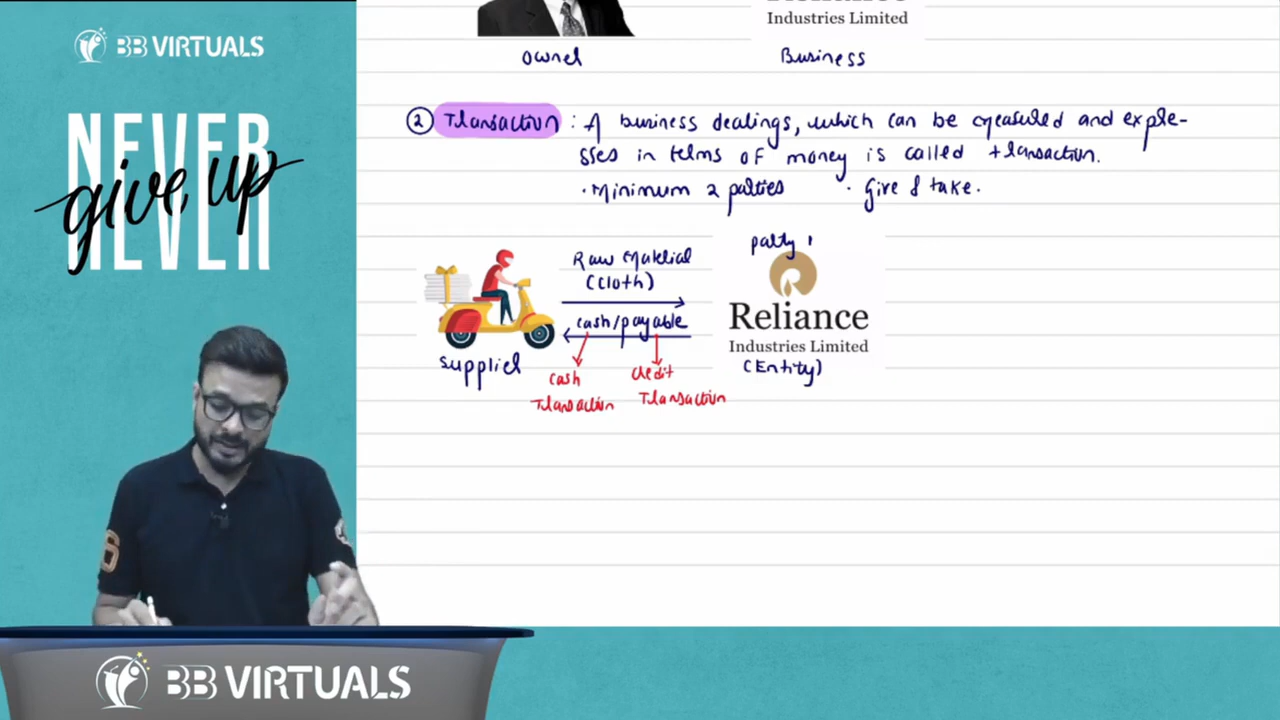 BB VIRTUALS
NEVER
give up
NEVER
Industries Limited
owner
Business
② Transaction : A business dealings, which can be measured and expre-
sses in terms of money is called transaction.
· Minimum 2 parties · Give & take.
party 1
Raw Material
(Cloth)
cash/payable
Reliance
Industries Limited
(Entity)
Supplier
cash
Transaction
credit
Transaction
6
BB VIRTUALS